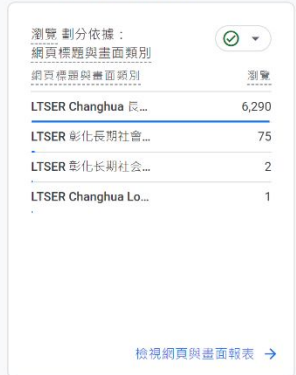 瀏覽 劃分依據：
網頁標題與畫面類別
網頁標題與畫面類別 瀏覽
LTSER Changhua 長... 6,290
LTSER 彰化長期社會... 75
LTSER 彰化长期社会... 2
LTSER Changhua Lo... 1
檢視網頁與畫面報表 →